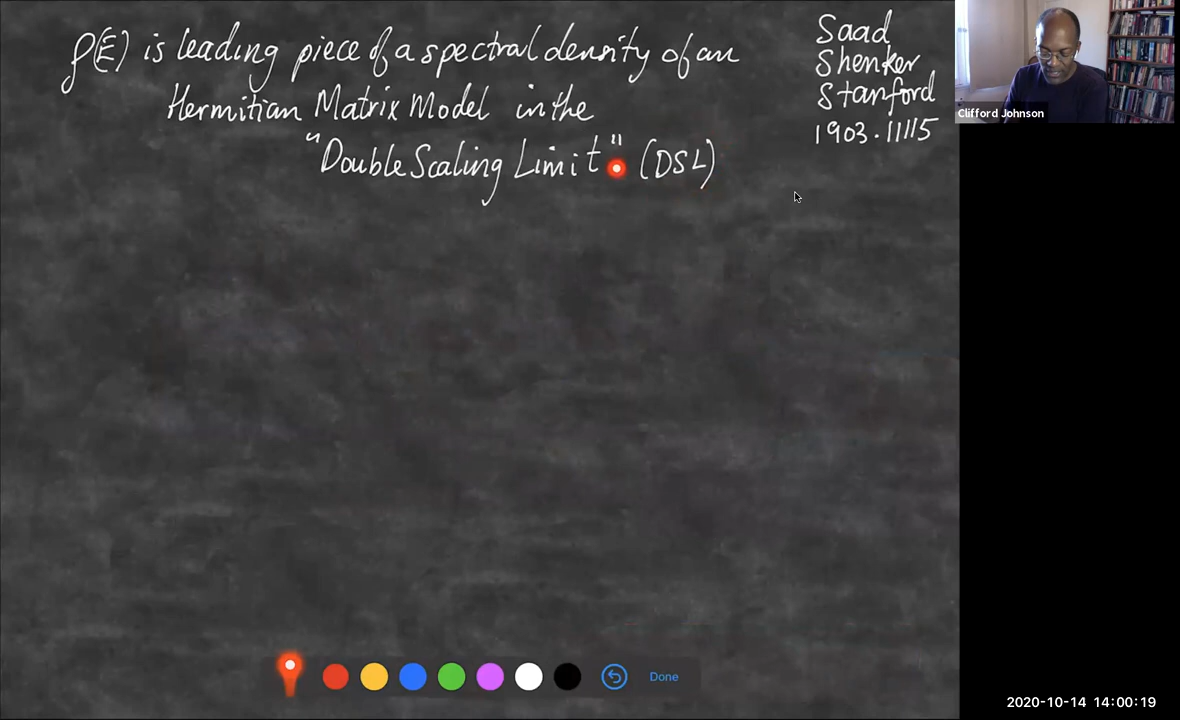 ρ(E) is leading piece of a spectral density of an
Hermitian Matrix Model in the
"Double Scaling Limit" (DSL)
Saad
Shenker
Stanford
1903.11115
Clifford Johnson
Done
2020-10-14 14:00:19